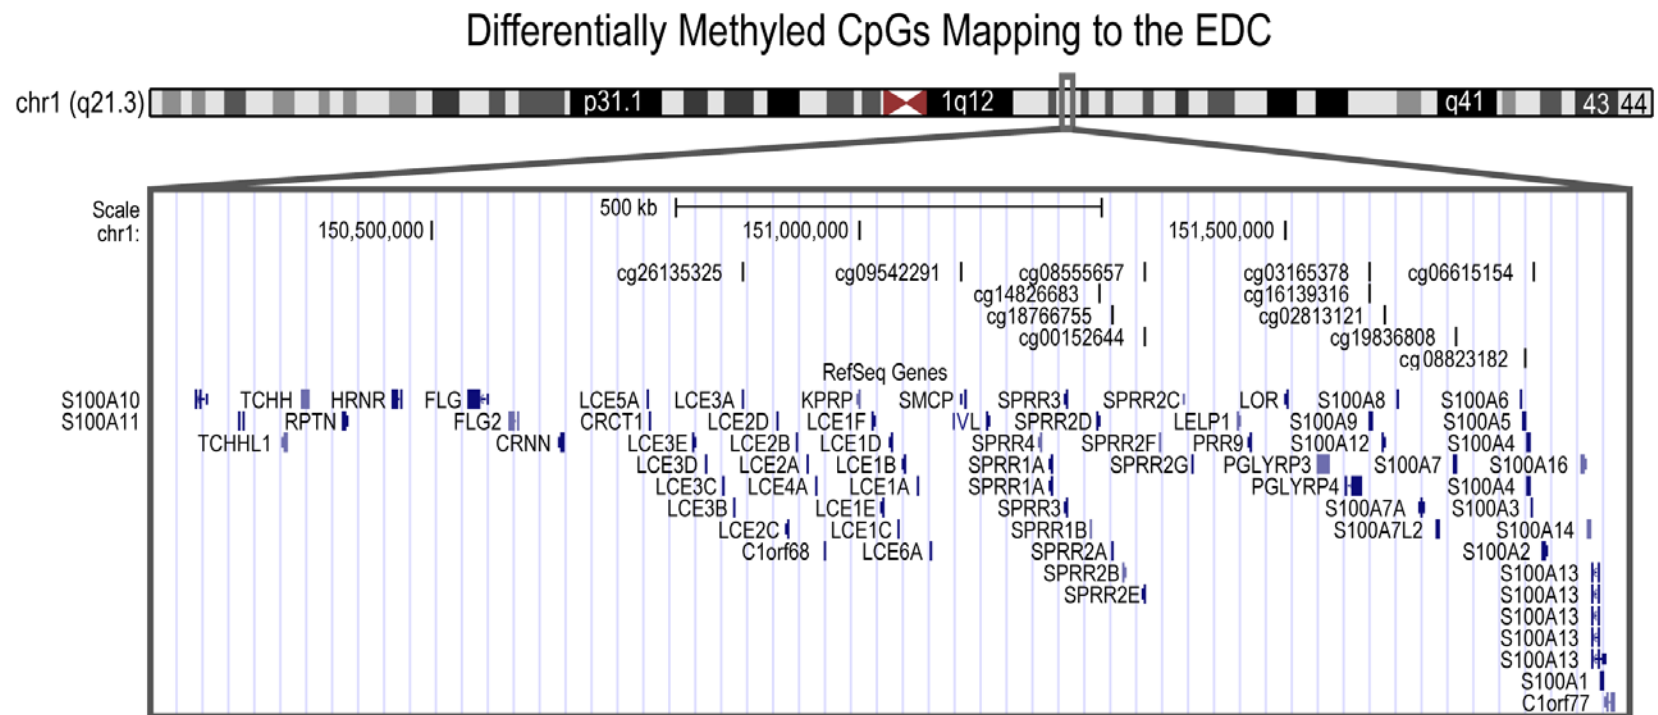 Differentially Methyled CpGs Mapping to the EDC
chr1 (q21.3) p31.1 1q12 q41 43 44
Scale 500 kb
chr1: 150,500,000 151,000,000 151,500,000
cg26135325 cg09542291 cg08555657 cg03165378 cg06615154
cg14826683 cg16139316
cg18766755 cg02813121
cg00152644 cg19836808
cg08823182
RefSeq Genes
S100A10 TCHH HRNR FLG LCE5A LCE3A KPRP SMCP SPRR3 SPRR2C LOR S100A8 S100A6
S100A11 RPTN FLG2 CRCT1 LCE2D LCE1F IVL SPRR2D LELP1 S100A9 S100A5
TCHHL1 CRNN LCE3E LCE2B LCE1D SPRR4 SPRR2F PRR9 S100A12 S100A4
LCE3D LCE2A LCE1B SPRR1A SPRR2G PGLYRP3 S100A7 S100A16
LCE3C LCE4A LCE1A SPRR1A PGLYRP4 S100A4
LCE3B LCE1E SPRR3 S100A7A S100A3
LCE2C LCE1C SPRR1B S100A7L2 S100A14
C1orf68 LCE6A SPRR2A S100A2
SPRR2B S100A13
SPRR2E S100A13
S100A13
S100A13
S100A13
S100A1
C1orf77